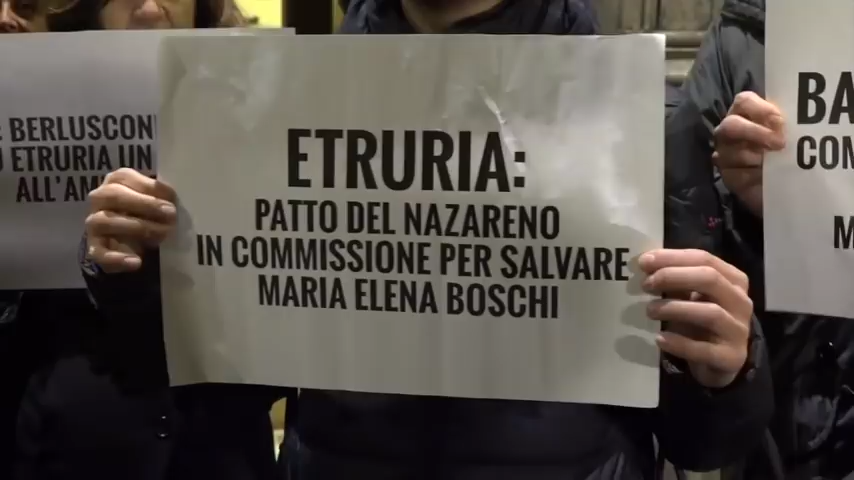 BERLUSCONI
ETRURIA UN
ALL'AM
ETRURIA:
PATTO DEL NAZARENO
IN COMMISSIONE PER SALVARE
MARIA ELENA BOSCHI
BA
COM
M